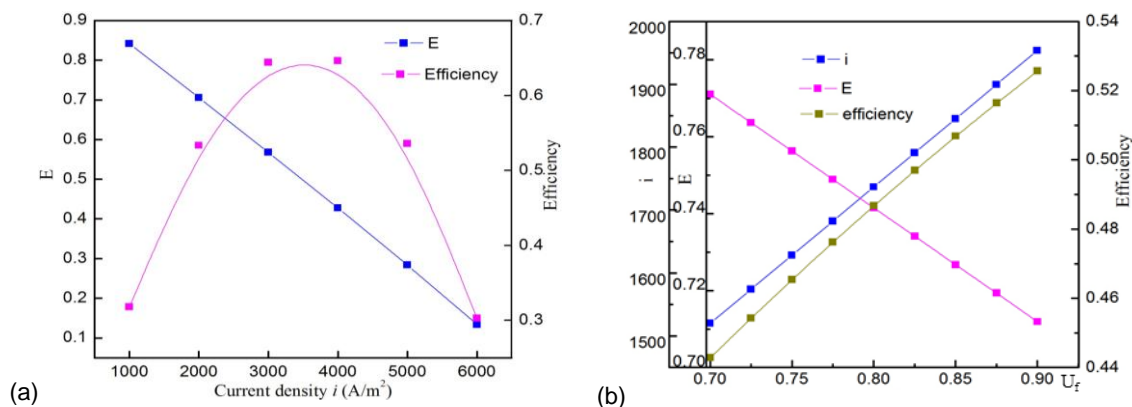 0.9
0.8
0.7
0.6
0.5
0.4
0.3
0.2
0.1
E
1000 2000 3000 4000 5000 6000
Current density i (A/m²)
0.7
0.6
0.5
0.4
0.3
Efficiency
E
Efficiency
(a)
2000
1900
1800
1700
1600
1500
i
0.78
0.76
0.74
0.72
0.70
E
0.70 0.75 0.80 0.85 0.90
U_f
0.54
0.52
0.50
0.48
0.46
0.44
Efficiency
i
E
efficiency
(b)